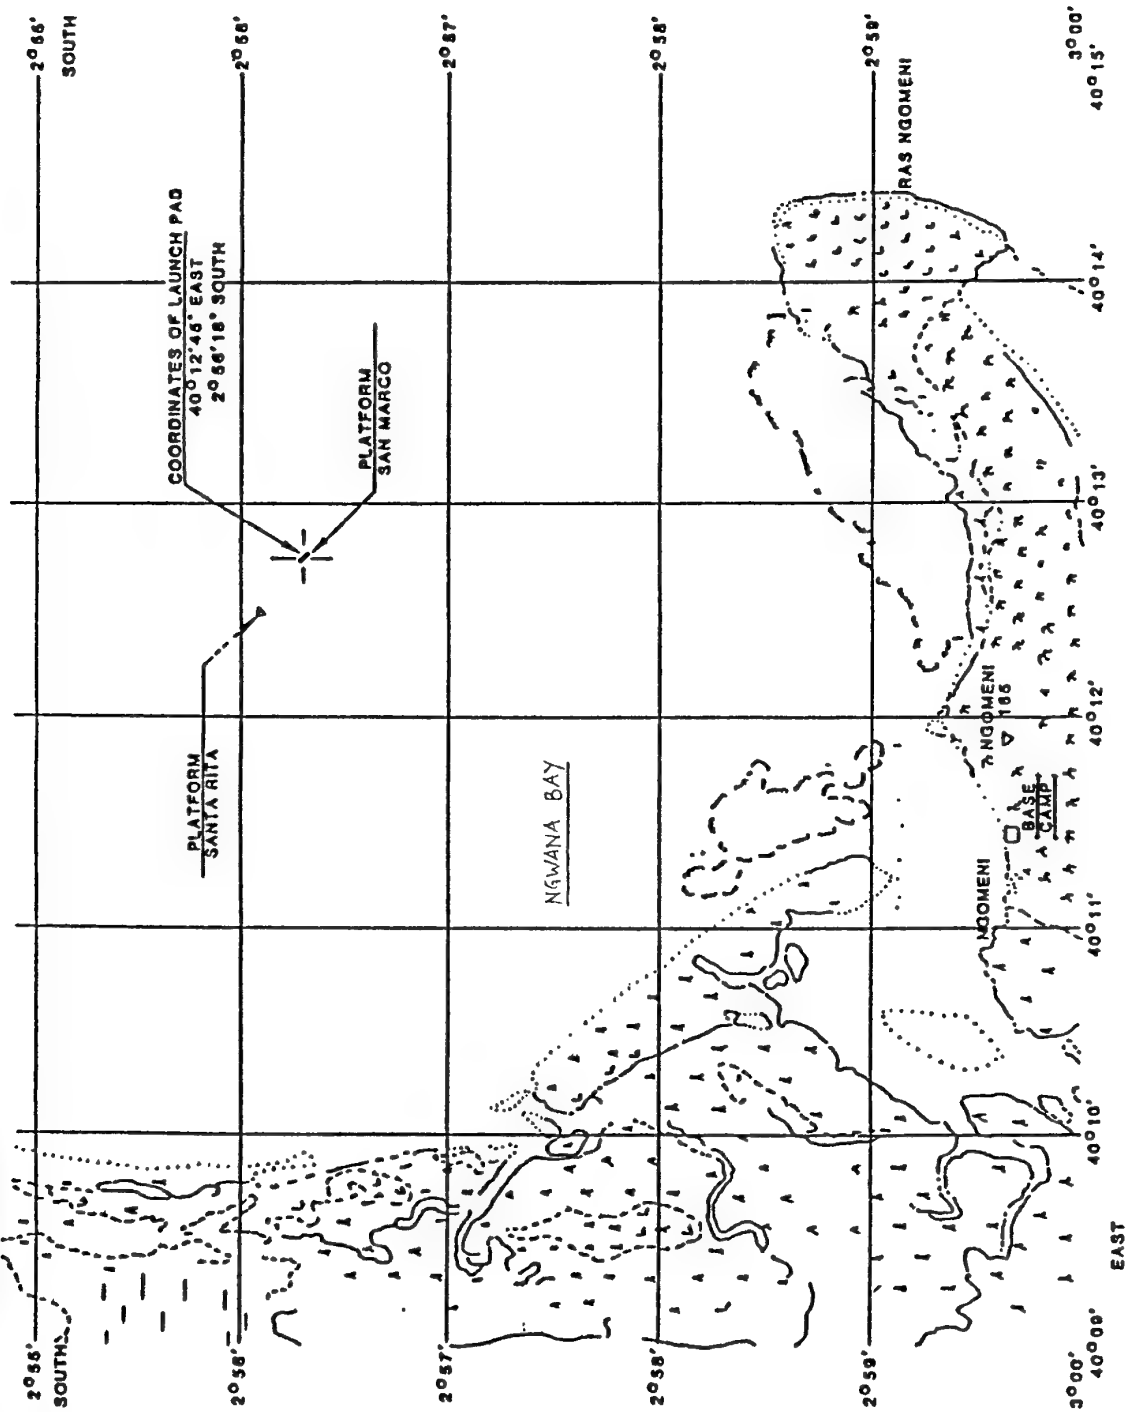 2°55'
SOUTH
2°56'
2°57'
2°58'
2°59'
3°00'
2°55'
SOUTH
2°56'
2°57'
2°58'
2°59'
3°00'
COORDINATES OF LAUNCH PAD
40°12'45" EAST
2°56'18" SOUTH
PLATFORM
SANTA RITA
PLATFORM
SAN MARCO
NGWANA BAY
RAS NGOMENI
NGOMENI
NGOMENI
BASE
CAMP
40°09'
40°10'
40°11'
40°12'
40°13'
40°14'
40°15'
EAST